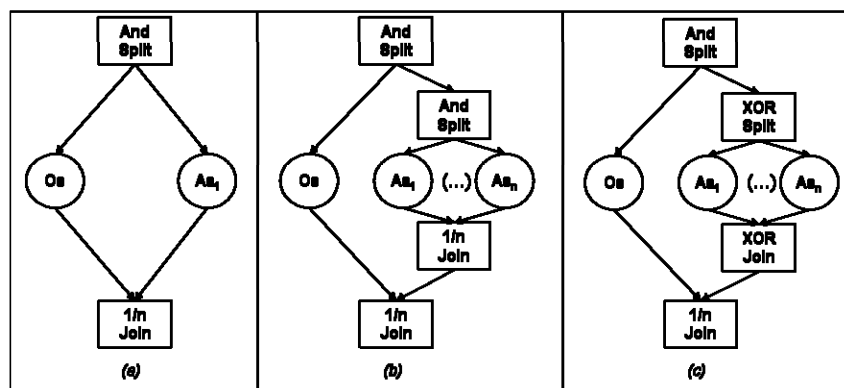 And
Split
Os
As₁
1/n
Join
(a)
And
Split
And
Split
Os
As₁
(...)
Asₙ
1/n
Join
1/n
Join
(b)
And
Split
XOR
Split
Os
As₁
(...)
Asₙ
XOR
Join
1/n
Join
(c)